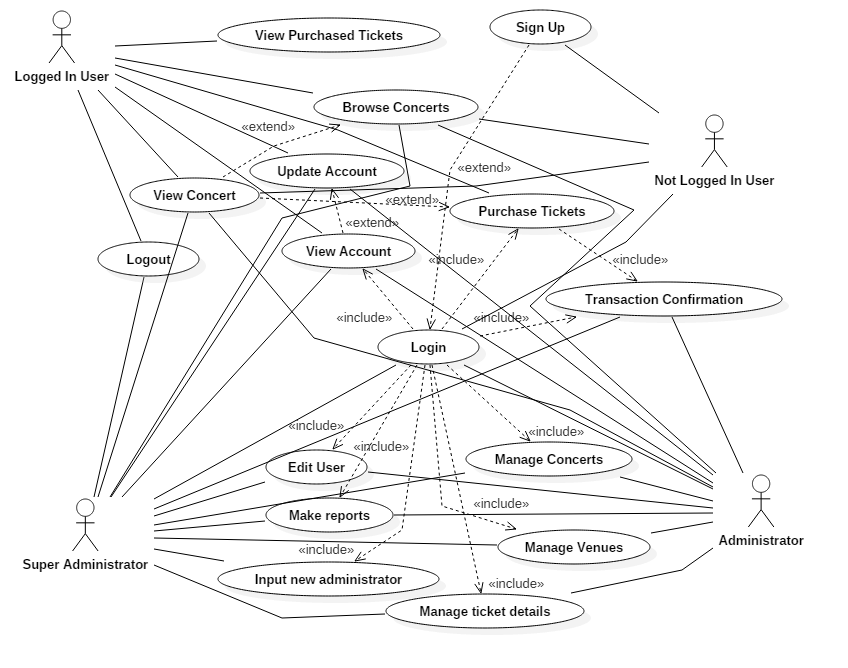 View Purchased Tickets
Sign Up
Logged In User
Browse Concerts
«extend»
«extend»
Update Account
Not Logged In User
View Concert
«extend»
Purchase Tickets
«extend»
View Account
Logout
«include»
«include»
Transaction Confirmation
«include»
«include»
Login
«include»
«include»
«include»
Edit User
Manage Concerts
«include»
Make reports
Administrator
«include»
Manage Venues
Super Administrator
Input new administrator
«include»
Manage ticket details